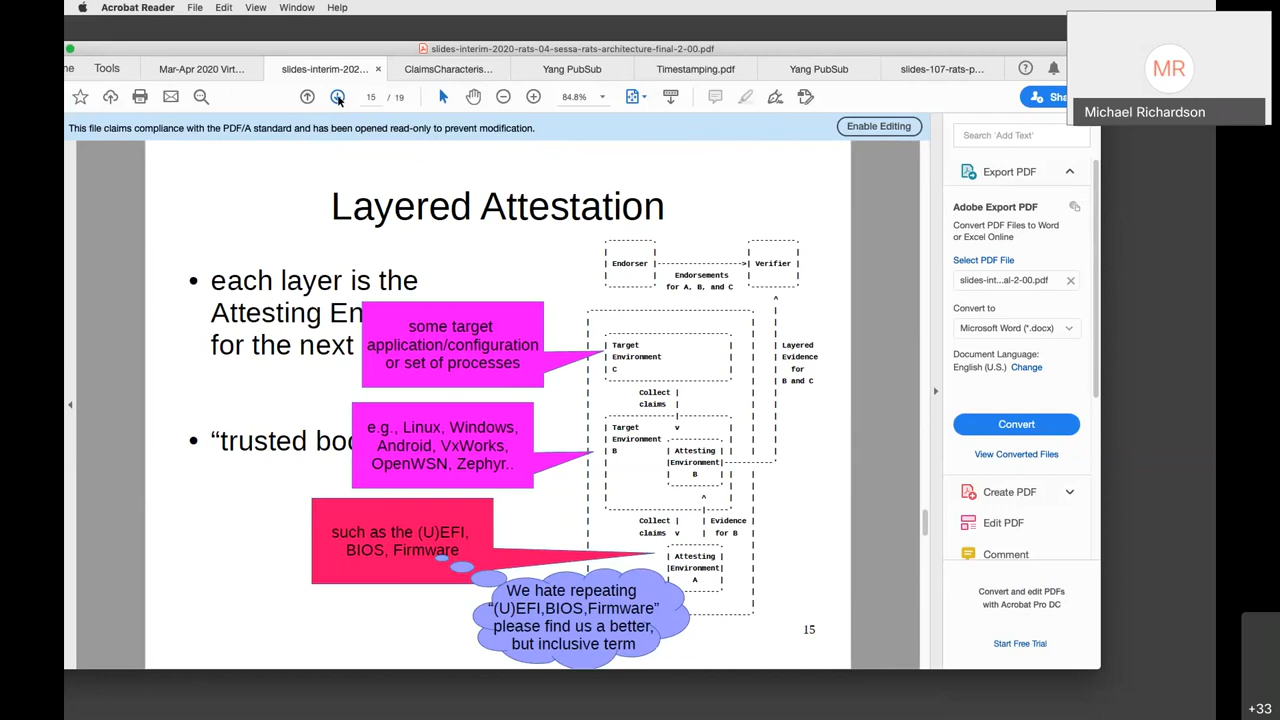 Acrobat Reader File Edit View Window Help
slides-interim-2020-rats-04-sessa-rats-architecture-final-2-00.pdf
me Tools Mar-Apr 2020 Virt... slides-interim-202... × ClaimsCharacteris... Yang PubSub Timestamping.pdf Yang PubSub slides-107-rats-p...
15 / 19 84.8% Sha
MR
Michael Richardson
This file claims compliance with the PDF/A standard and has been opened read-only to prevent modification. Enable Editing
Layered Attestation
• each layer is the
Attesting En
for the next
• “trusted boo
some target
application/configuration
or set of processes
e.g., Linux, Windows,
Android, VxWorks,
OpenWSN, Zephyr..
such as the (U)EFI,
BIOS, Firmware
We hate repeating
“(U)EFI,BIOS,Firmware”
please find us a better,
but inclusive term
Endorser
Verifier
Endorsements
for A, B, and C
Target
Environment
C
Layered
Evidence
for
B and C
Collect
claims
Target
Environment
B
Attesting
Environment
B
Collect
claims
Evidence
for B
Attesting
Environment
A
15
Search 'Add Text'
Export PDF
Adobe Export PDF
Convert PDF Files to Word
or Excel Online
Select PDF File
slides-int...al-2-00.pdf
Convert to
Microsoft Word (*.docx)
Document Language:
English (U.S.) Change
Convert
View Converted Files
Create PDF
Edit PDF
Comment
Convert and edit PDFs
with Acrobat Pro DC
Start Free Trial
+33